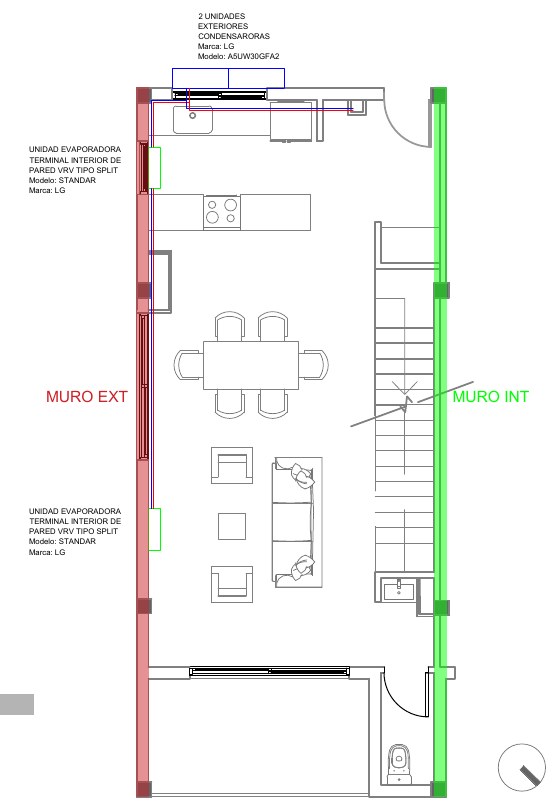 2 UNIDADES
EXTERIORES
CONDENSARORAS
Marca: LG
Modelo: A5UW30GFA2
UNIDAD EVAPORADORA
TERMINAL INTERIOR DE
PARED VRV TIPO SPLIT
Modelo: STANDAR
Marca: LG
MURO EXT
MURO INT
UNIDAD EVAPORADORA
TERMINAL INTERIOR DE
PARED VRV TIPO SPLIT
Modelo: STANDAR
Marca: LG